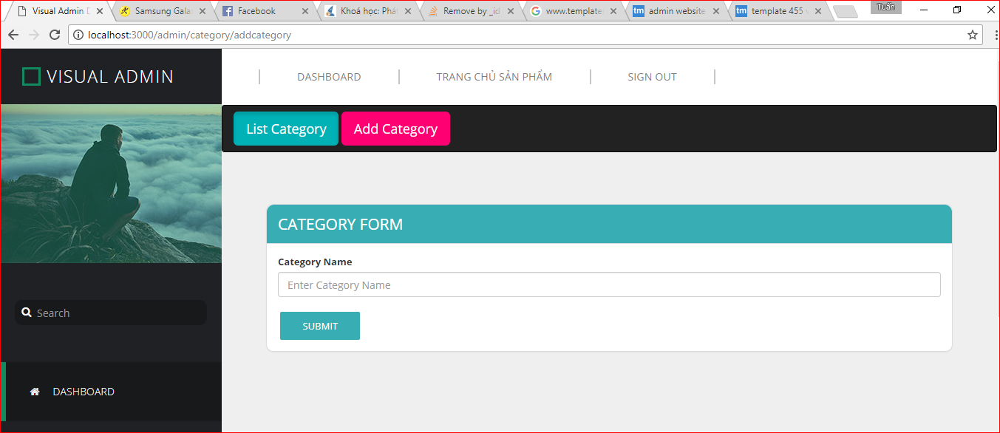 Visual Admin D
Samsung Gala
Facebook
Khoá học: Phát
Remove by _id
www.template
admin website
template 455
Tuấn
localhost:3000/admin/category/addcategory
VISUAL ADMIN
DASHBOARD
TRANG CHỦ SẢN PHẨM
SIGN OUT
List Category
Add Category
CATEGORY FORM
Category Name
Enter Category Name
SUBMIT
Search
DASHBOARD